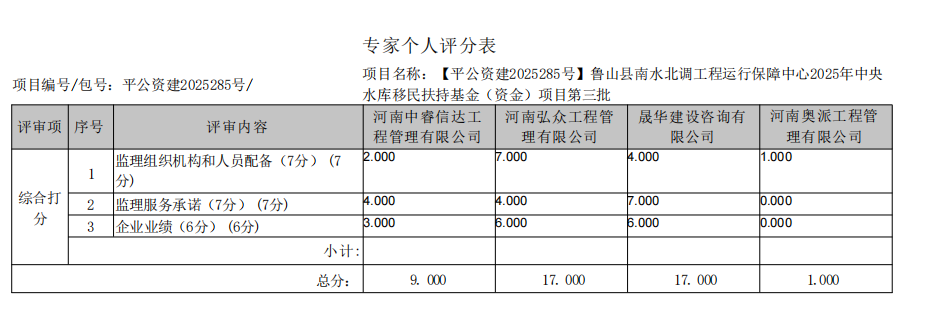 专家个人评分表
项目编号/包号：平公资建2025285号/
项目名称：【平公资建2025285号】鲁山县南水北调工程运行保障中心2025年中央
水库移民扶持基金（资金）项目第三批
评审项 序号 评审内容 河南中睿信达工程管理有限公司 河南弘众工程管理有限公司 晟华建设咨询有限公司 河南奥派工程管理有限公司
综合打分
1 监理组织机构和人员配备（7分）(7分) 2.000 7.000 4.000 1.000
2 监理服务承诺（7分）(7分) 4.000 4.000 7.000 0.000
3 企业业绩（6分）(6分) 3.000 6.000 6.000 0.000
小计:
总分: 9.000 17.000 17.000 1.000